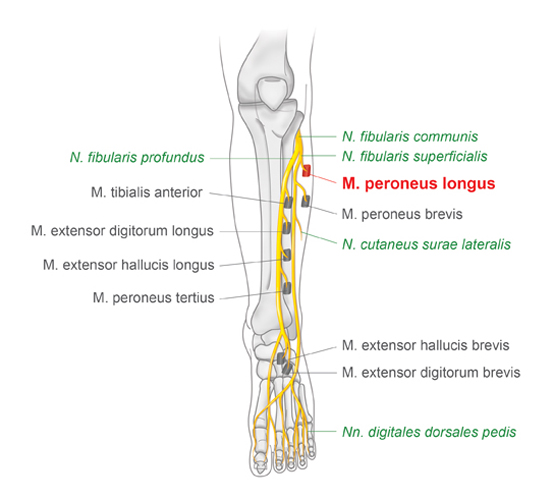 N. fibularis communis
N. fibularis profundus
N. fibularis superficialis
M. peroneus longus
M. tibialis anterior
M. peroneus brevis
M. extensor digitorum longus
N. cutaneus surae lateralis
M. extensor hallucis longus
M. peroneus tertius
M. extensor hallucis brevis
M. extensor digitorum brevis
Nn. digitales dorsales pedis